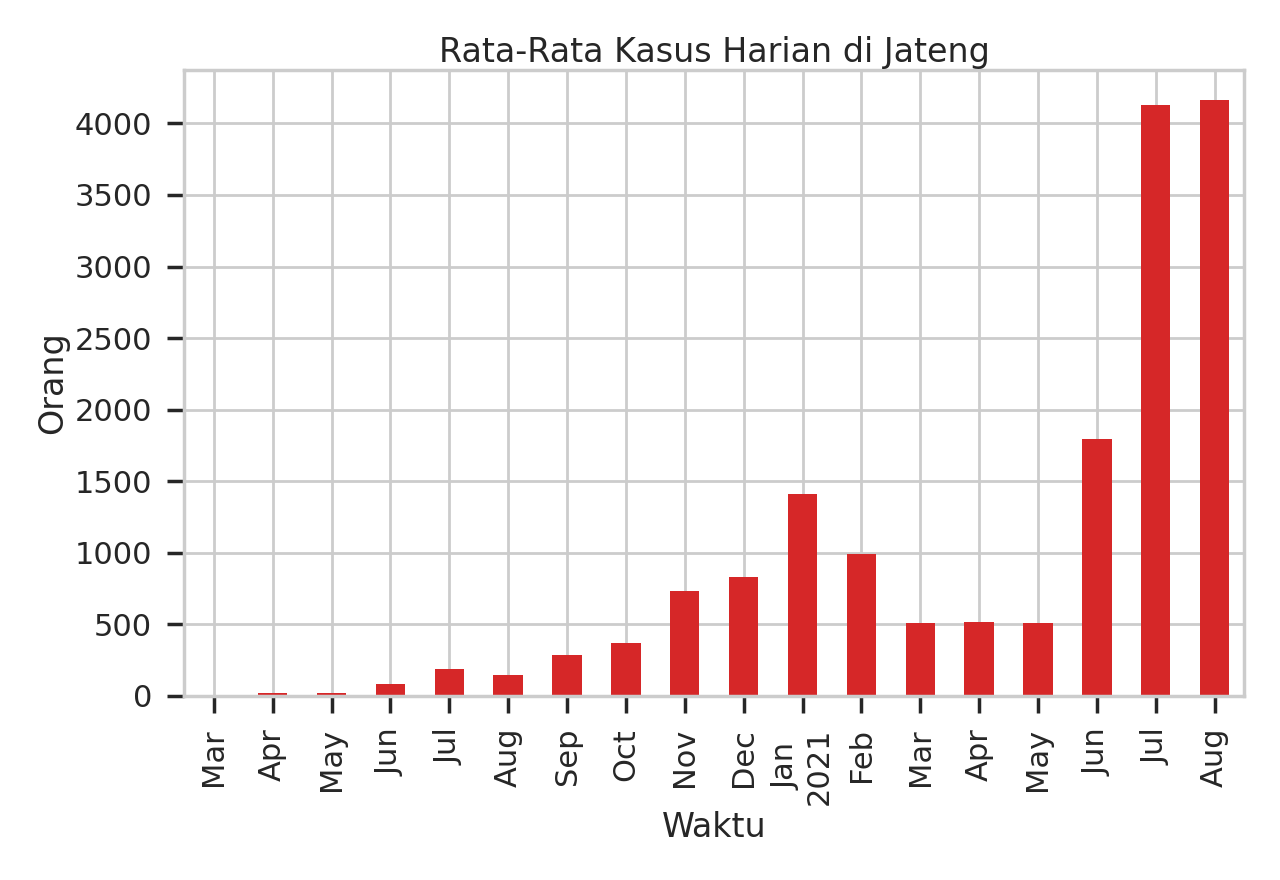 Rata-Rata Kasus Harian di Jateng
Orang
4000
3500
3000
2500
2000
1500
1000
500
0
Mar
Apr
May
Jun
Jul
Aug
Sep
Oct
Nov
Dec
Jan
2021
Feb
Mar
Apr
May
Jun
Jul
Aug
Waktu